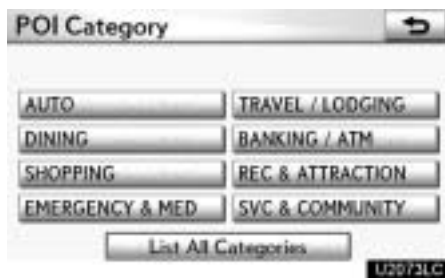 POI Category
AUTO
TRAVEL / LODGING
DINING
BANKING / ATM
SHOPPING
REC & ATTRACTION
EMERGENCY & MED
SVC & COMMUNITY
List All Categories
U2073LC